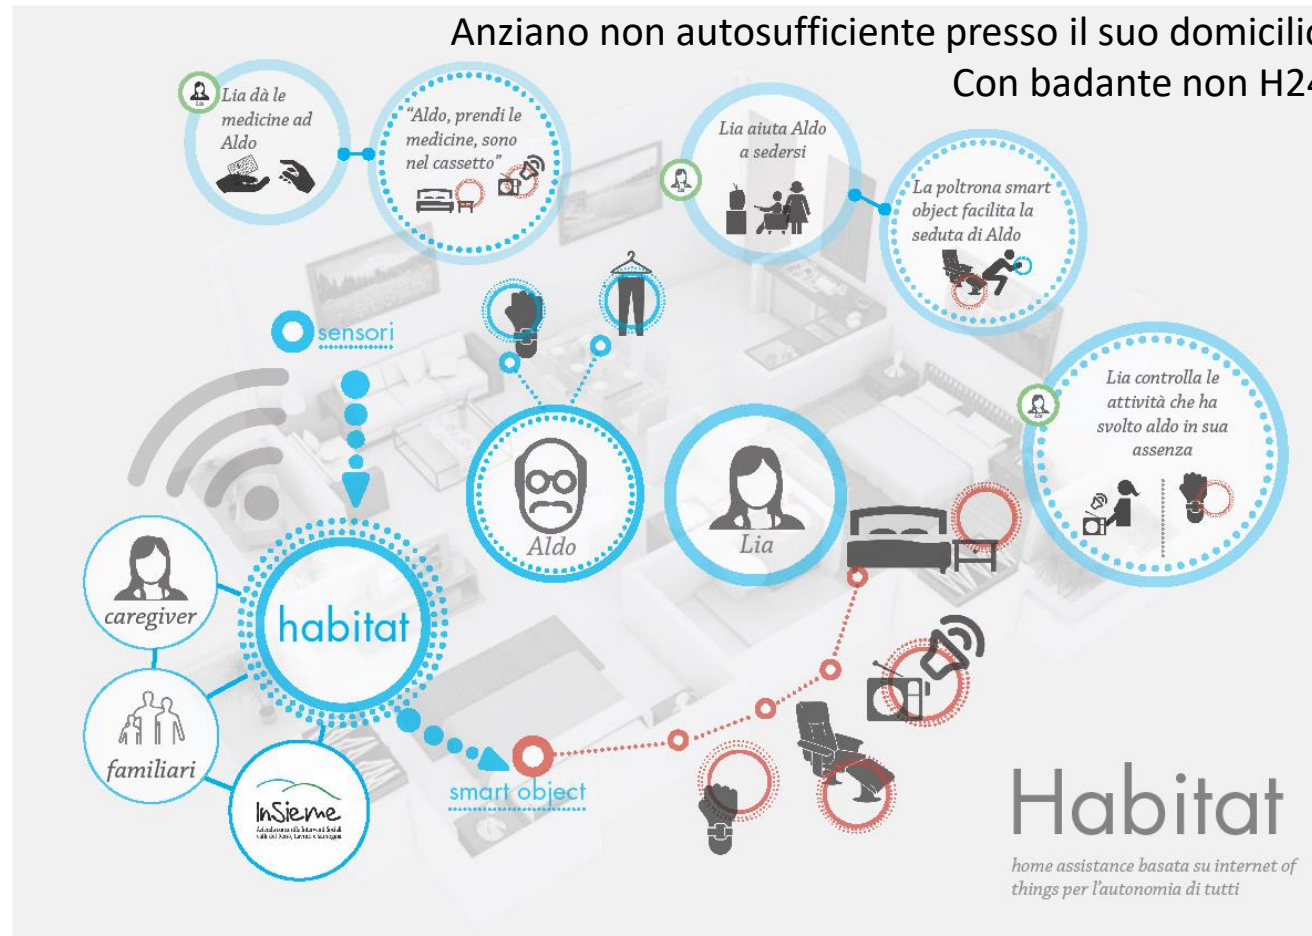 Anziano non autosufficiente presso il suo domicilio
Con badante non H24
Lia dà le
medicine ad
Aldo
Lia
"Aldo, prendi le
medicine, sono
nel cassetto"
Lia aiuta Aldo
a sedersi
La poltrona smart
object facilita la
seduta di Aldo
sensori
Lia controlla le
attività che ha
svolto aldo in sua
assenza
Aldo
Lia
caregiver
habitat
familiari
InSieme
smart object
Habitat
home assistance basata su internet of
things per l'autonomia di tutti